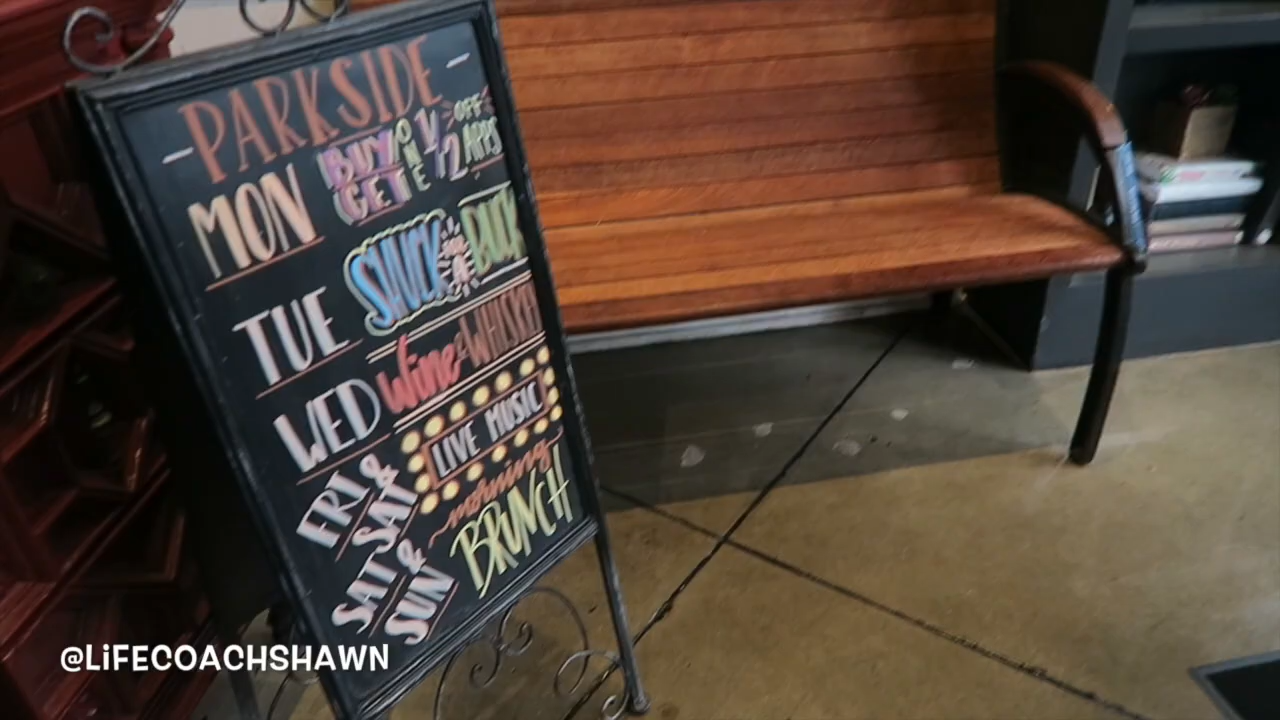 PARKSIDE
MON BUY ONE GET 1/2 OFF APPS
TUE SHUCK for A BUCK
WED Wine & WHISKEY
FRI & SAT LIVE MUSIC
SAT & SUN morning BRUNCH
@LiFECOACHSHAWN